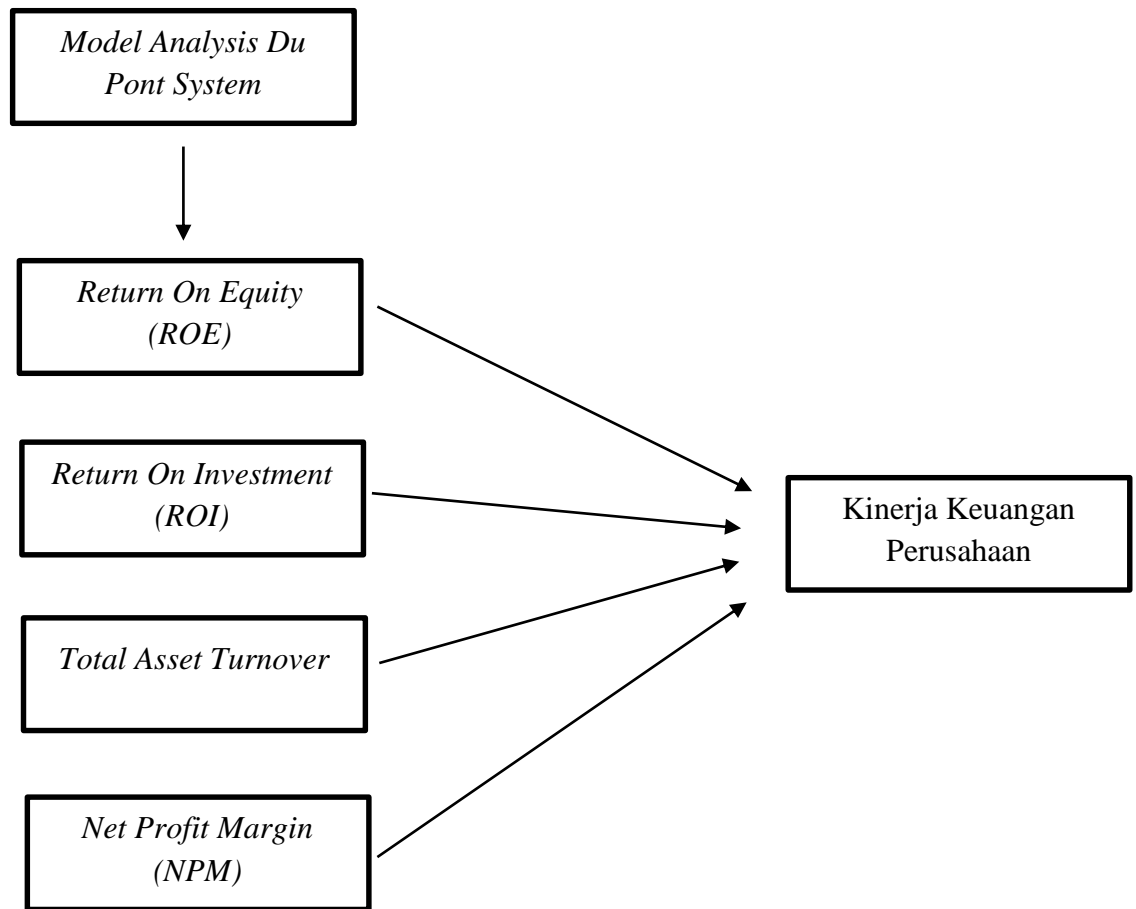 Model Analysis Du
Pont System
Return On Equity
(ROE)
Return On Investment
(ROI)
Kinerja Keuangan
Perusahaan
Total Asset Turnover
Net Profit Margin
(NPM)